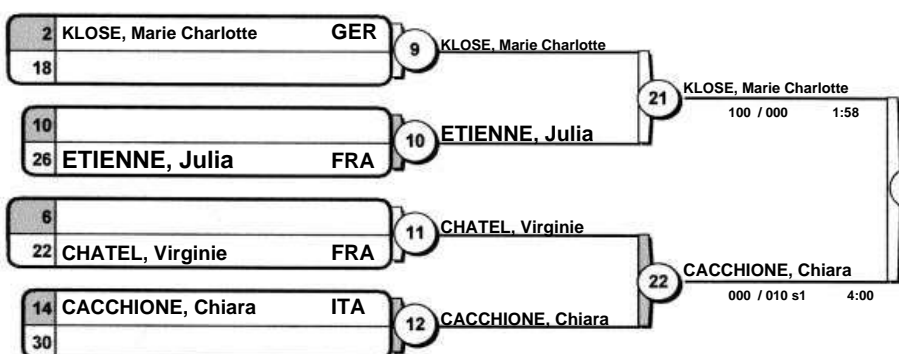 2 KLOSE, Marie Charlotte GER
18
9
KLOSE, Marie Charlotte
10
26 ETIENNE, Julia FRA
10
ETIENNE, Julia
21
KLOSE, Marie Charlotte
100 / 000 1:58
6
22 CHATEL, Virginie FRA
11
CHATEL, Virginie
14 CACCHIONE, Chiara ITA
30
12
CACCHIONE, Chiara
22
CACCHIONE, Chiara
000 / 010 s1 4:00